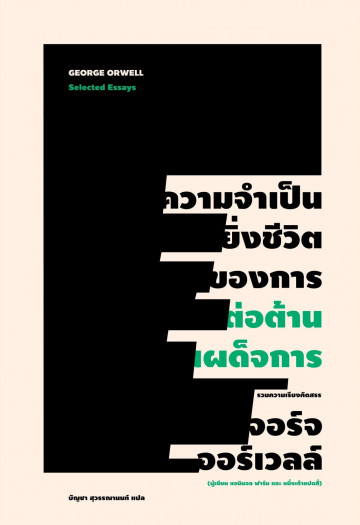 GEORGE ORWELL
Selected Essays
ความจำเป็น
ยิ่งชีวิต
ของการ
ต่อต้าน
เผด็จการ
รวมความเรียงคัดสรร
จอร์จ
ออร์เวลล์
(ผู้เขียน แอนิมอล ฟาร์ม และ หนึ่งเก้าแปดสี่)
บัญชา สุวรรณานนท์ แปล